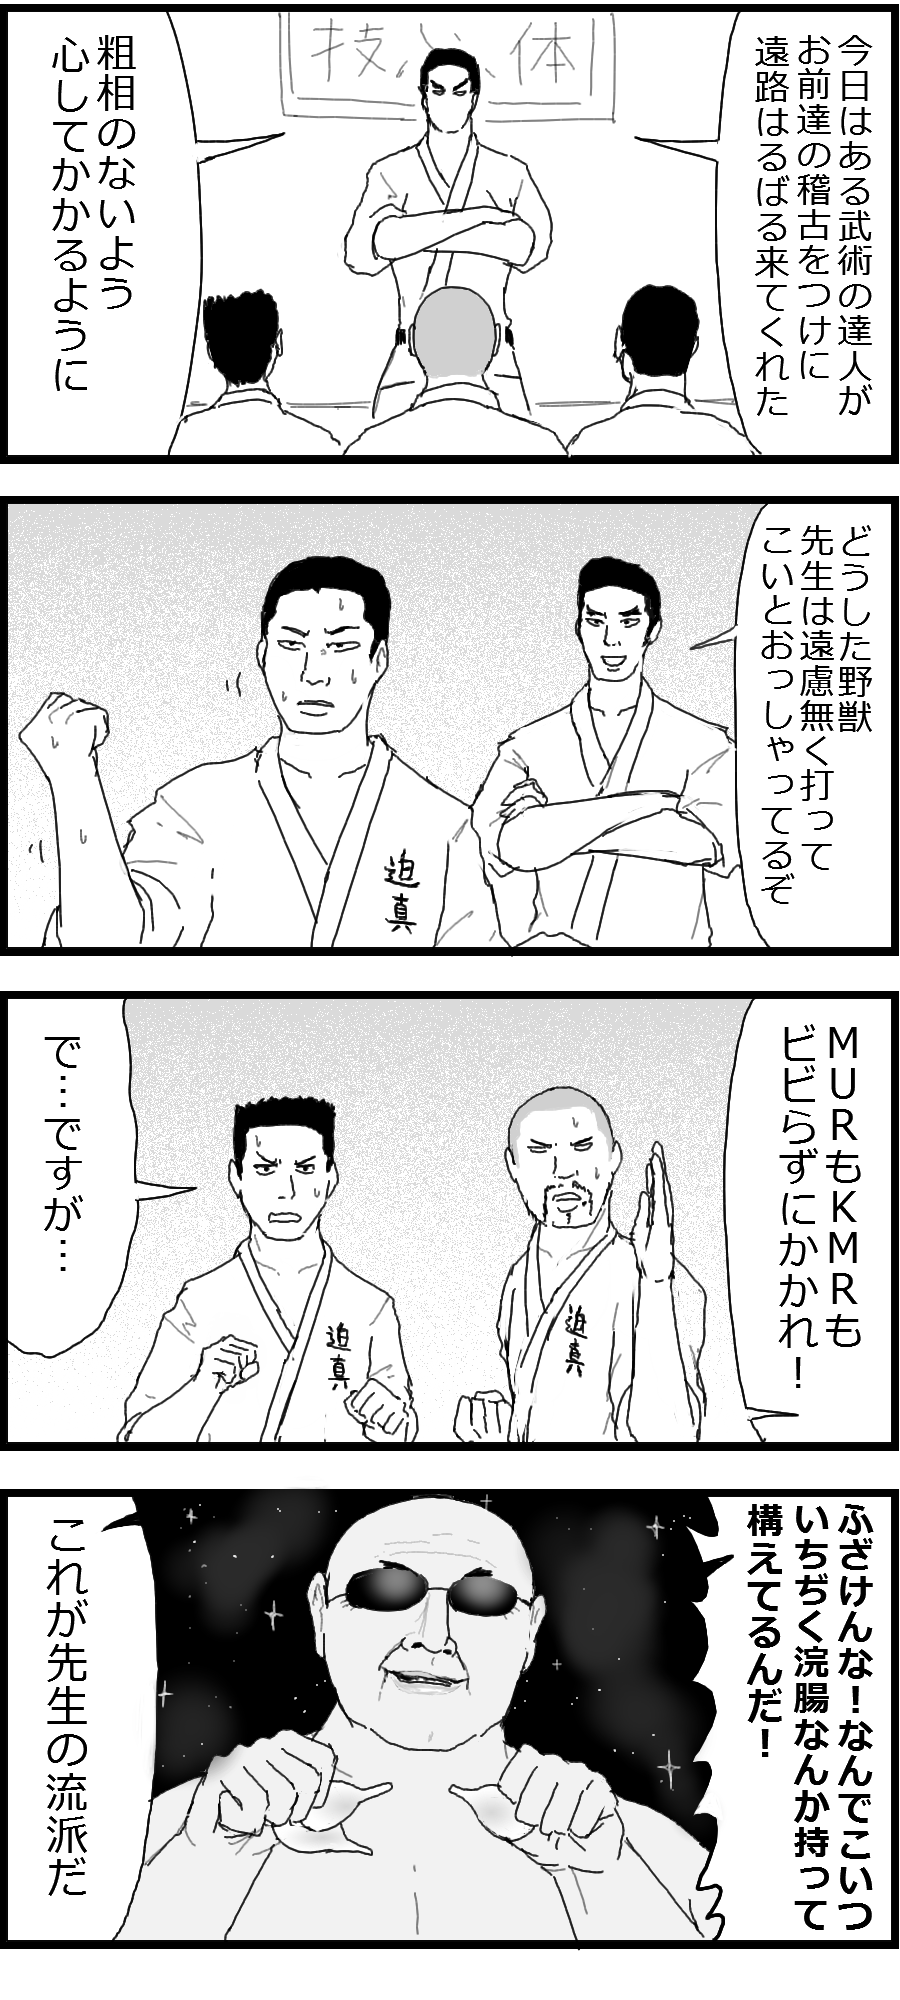 技心体
今日はある武術の達人が
お前達の稽古をつけに
遠路はるばる来てくれた
粗相のないよう
心してかかるように
どうした野獣
先生は遠慮無く打って
こいとおっしゃってるぞ
迫真
MURもKMRも
ビビらずにかかれ！
で…ですが…
迫真
迫真
ふざけんな！なんでこいつ
いちぢく浣腸なんか持って
構えてるんだ！
これが先生の流派だ